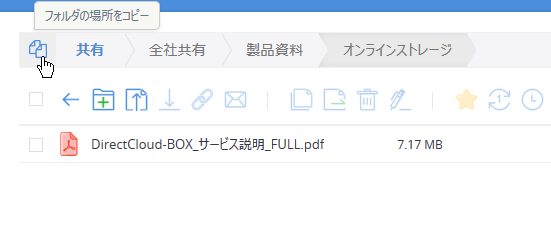 フォルダの場所をコピー
共有 全社共有 製品資料 オンラインストレージ
1
DirectCloud-BOX_サービス説明_FULL.pdf 7.17 MB